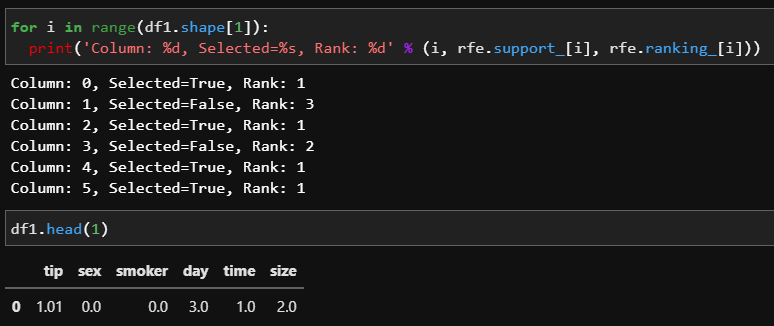 for i in range(df1.shape[1]):
  print('Column: %d, Selected=%s, Rank: %d' % (i, rfe.support_[i], rfe.ranking_[i]))
Column: 0, Selected=True, Rank: 1
Column: 1, Selected=False, Rank: 3
Column: 2, Selected=True, Rank: 1
Column: 3, Selected=False, Rank: 2
Column: 4, Selected=True, Rank: 1
Column: 5, Selected=True, Rank: 1
df1.head(1)
tip sex smoker day time size
0 1.01 0.0 0.0 3.0 1.0 2.0